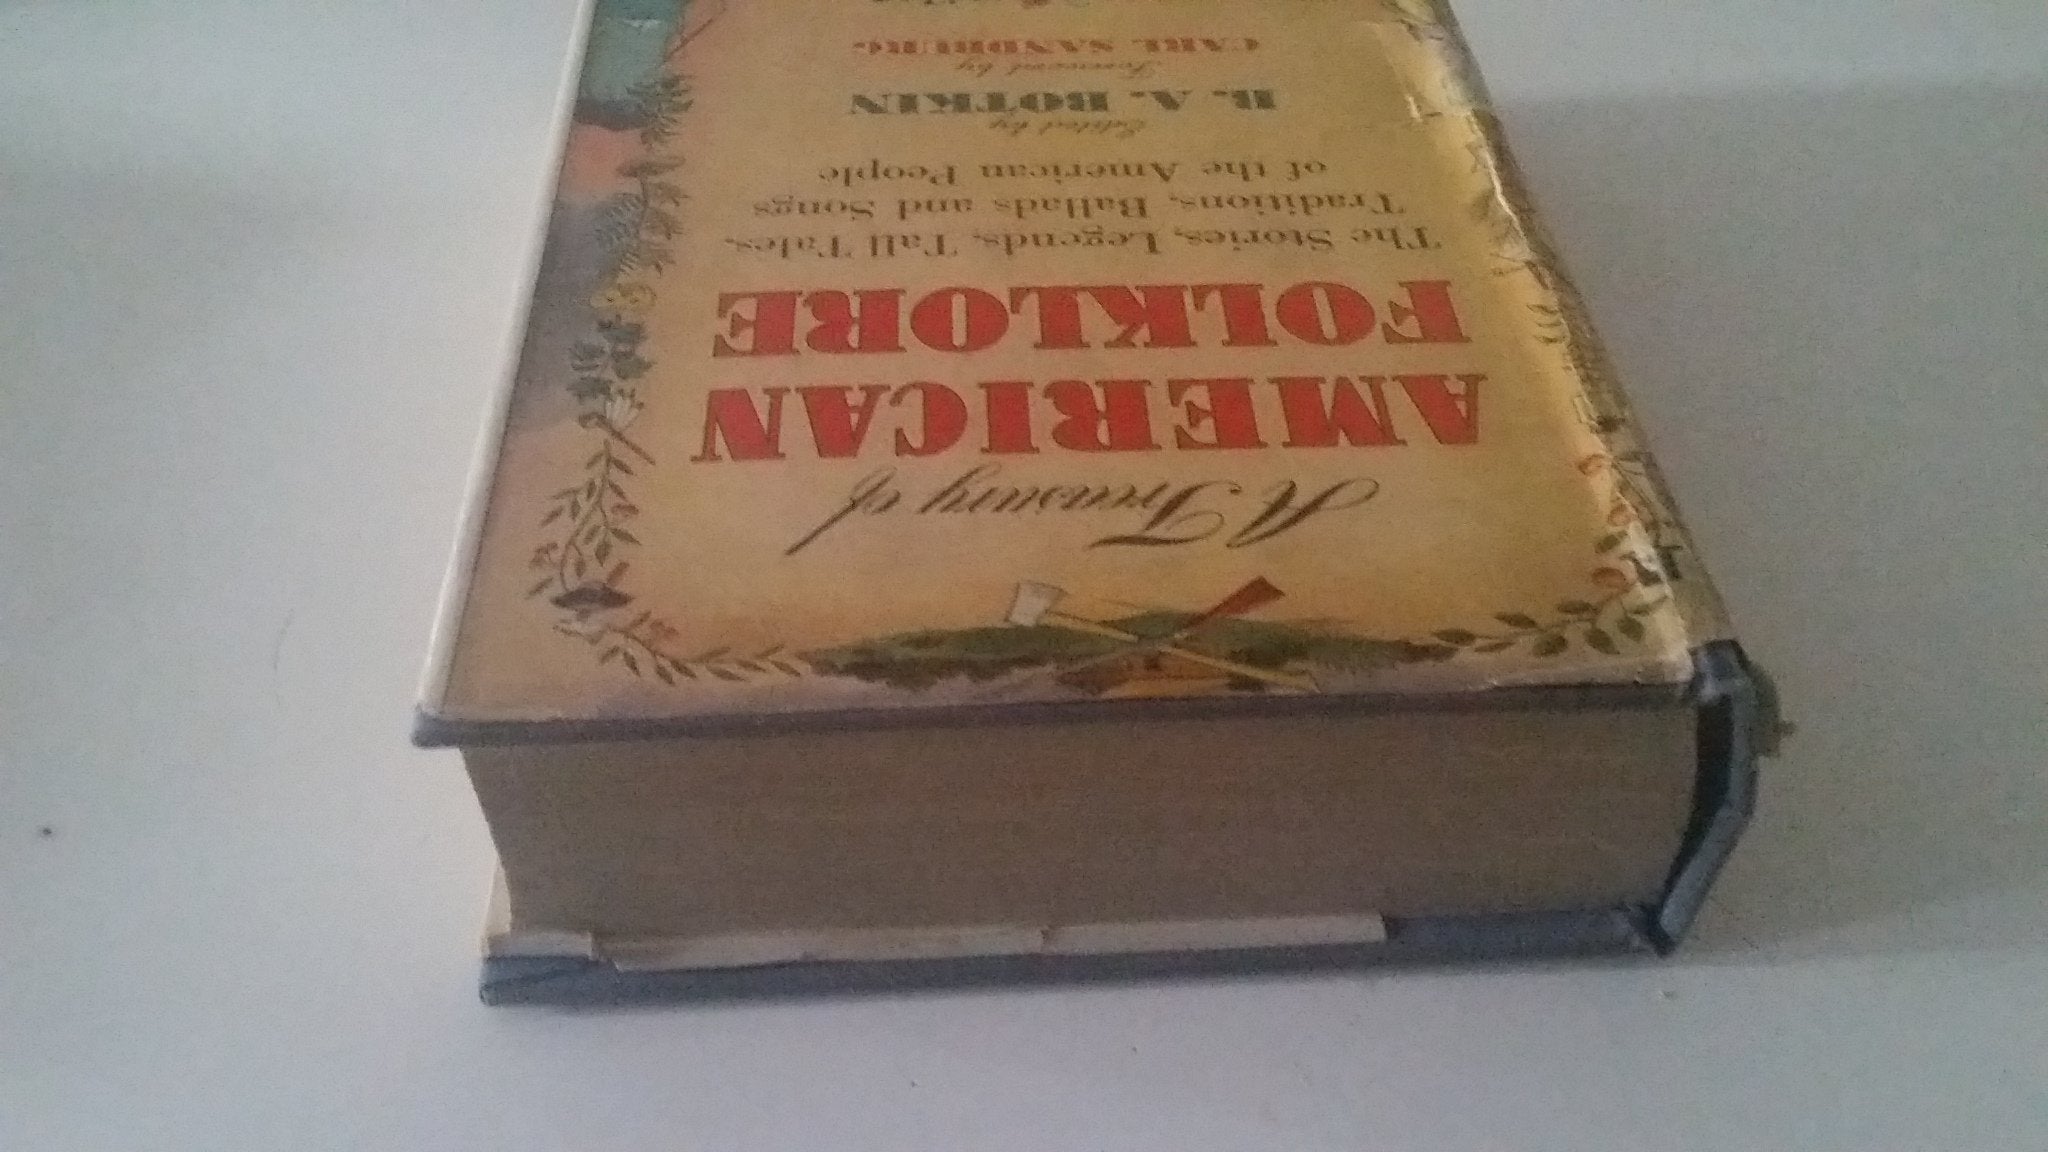 A Treasury of
AMERICAN
FOLKLORE
The Stories, Legends, Tall Tales,
Traditions, Ballads and Songs
of the American People
Edited by
B. A. BOTKIN
Foreword by
CARL SANDBURG